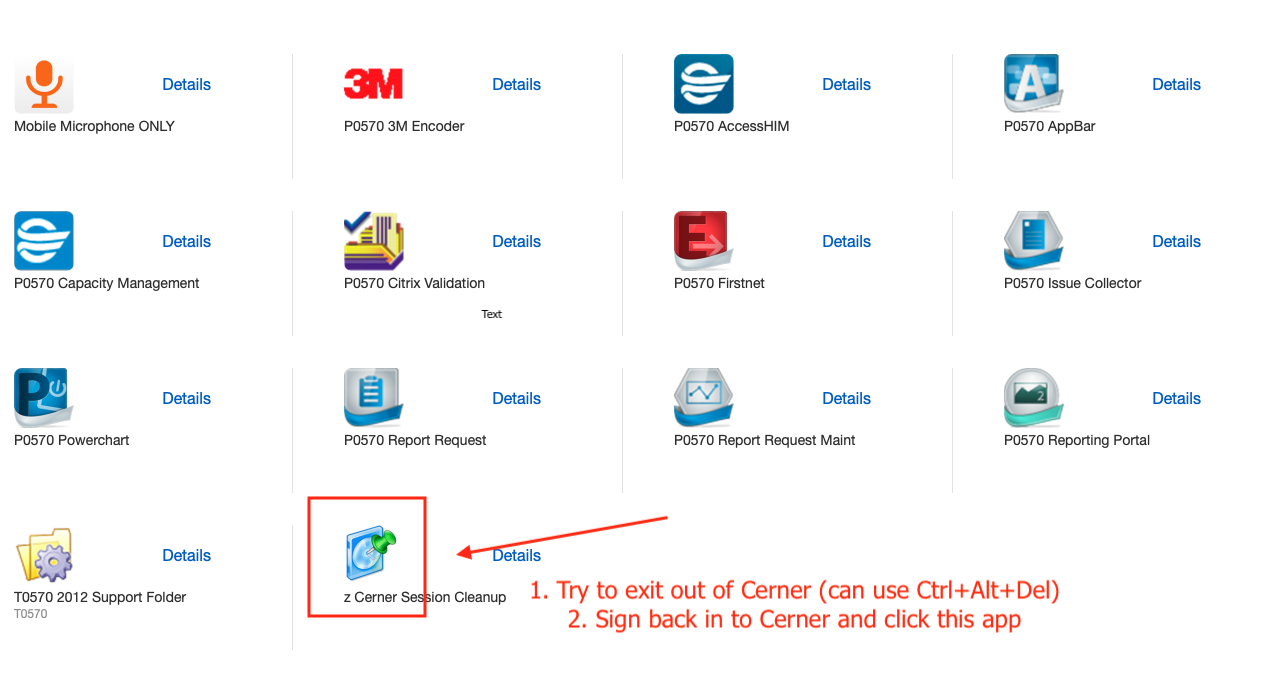 Details Details Details Details
3M A
Mobile Microphone ONLY P0570 3M Encoder P0570 AccessHIM P0570 AppBar
Details Details Details Details
E
P0570 Capacity Management P0570 Citrix Validation P0570 Firstnet P0570 Issue Collector
Text
Details Details Details Details
P 2
P0570 Powerchart P0570 Report Request P0570 Report Request Maint P0570 Reporting Portal
Details Details
T0570 2012 Support Folder z Cerner Session Cleanup
T0570
1. Try to exit out of Cerner (can use Ctrl+Alt+Del)
2. Sign back in to Cerner and click this app